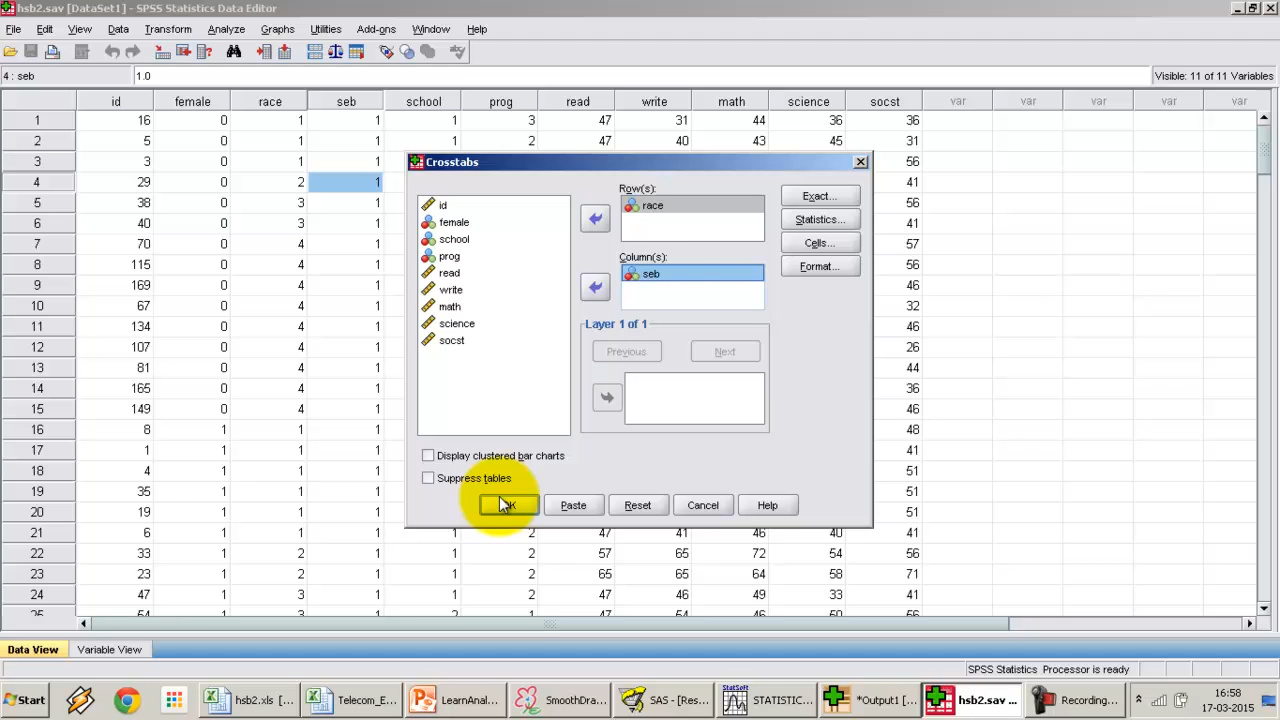 hsb2.sav [DataSet1] - SPSS Statistics Data Editor
File Edit View Data Transform Analyze Graphs Utilities Add-ons Window Help
4 : seb 1.0 Visible: 11 of 11 Variables
id female race seb school prog read write math science socst var var var var var
1 16 0 1 1 1 3 47 31 44 36 36
2 5 0 1 1 1 2 47 40 43 45 31
3 3 0 1 1 56
4 29 0 2 1 41
5 38 0 3 1 56
6 40 0 3 1 41
7 70 0 4 1 57
8 115 0 4 1 56
9 169 0 4 1 46
10 67 0 4 1 32
11 134 0 4 1 46
12 107 0 4 1 26
13 81 0 4 1 44
14 165 0 4 1 36
15 149 0 4 1 46
16 8 1 1 1 48
17 1 1 1 1 41
18 4 1 1 1 51
19 35 1 1 1 51
20 19 1 1 1 51
21 6 1 1 1 1 2 47 41 46 40 41
22 33 1 1 1 1 2 57 65 72 54 56
23 23 1 2 1 1 2 65 65 64 58 71
24 47 1 3 1 1 2 47 46 49 33 41
25 54 1 3 1 2 1 47 54 46 50 56
Crosstabs
id
female
school
prog
read
write
math
science
socst
Row(s):
race
Column(s):
seb
Layer 1 of 1
Previous Next
Exact...
Statistics...
Cells...
Format...
Display clustered bar charts
Suppress tables
OK Paste Reset Cancel Help
Data View Variable View
SPSS Statistics Processor is ready
Start hsb2.xls [... Telecom_E... LearnAnal... SmoothDra... SAS - [Res... STATISTIC... *Output1 [... hsb2.sav ... Recording...
16:58
17-03-2015